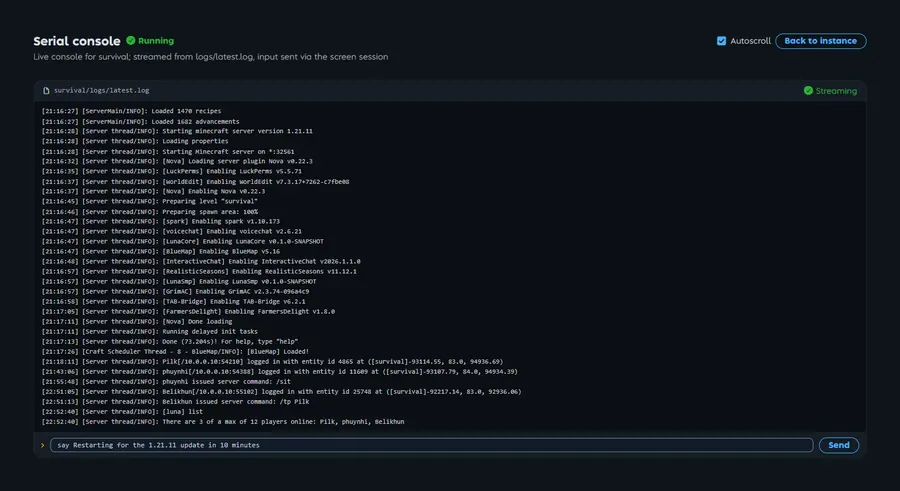 Serial console Running
Autoscroll Back to instance
Live console for survival; streamed from logs/latest.log, input sent via the screen session
survival/logs/latest.log Streaming
[21:16:27] [ServerMain/INFO]: Loaded 1470 recipes
[21:16:27] [ServerMain/INFO]: Loaded 1682 advancements
[21:16:28] [Server thread/INFO]: Starting minecraft server version 1.21.11
[21:16:28] [Server thread/INFO]: Loading properties
[21:16:28] [Server thread/INFO]: Starting Minecraft server on *:32561
[21:16:32] [Server thread/INFO]: [Nova] Loading server plugin Nova v0.22.3
[21:16:35] [Server thread/INFO]: [LuckPerms] Enabling LuckPerms v5.5.71
[21:16:37] [Server thread/INFO]: [WorldEdit] Enabling WorldEdit v7.3.17+7262-c7fbe08
[21:16:37] [Server thread/INFO]: [Nova] Enabling Nova v0.22.3
[21:16:45] [Server thread/INFO]: Preparing level "survival"
[21:16:46] [Server thread/INFO]: Preparing spawn area: 100%
[21:16:47] [Server thread/INFO]: [spark] Enabling spark v1.10.173
[21:16:47] [Server thread/INFO]: [voicechat] Enabling voicechat v2.6.21
[21:16:47] [Server thread/INFO]: [LunaCore] Enabling LunaCore v0.1.0-SNAPSHOT
[21:16:47] [Server thread/INFO]: [BlueMap] Enabling BlueMap v5.16
[21:16:48] [Server thread/INFO]: [InteractiveChat] Enabling InteractiveChat v2026.1.1.0
[21:16:57] [Server thread/INFO]: [RealisticSeasons] Enabling RealisticSeasons v11.12.1
[21:16:57] [Server thread/INFO]: [LunaSmp] Enabling LunaSmp v0.1.0-SNAPSHOT
[21:16:57] [Server thread/INFO]: [GrimAC] Enabling GrimAC v2.3.74-096a4c9
[21:16:58] [Server thread/INFO]: [TAB-Bridge] Enabling TAB-Bridge v6.2.1
[21:17:05] [Server thread/INFO]: [FarmersDelight] Enabling FarmersDelight v1.8.0
[21:17:11] [Server thread/INFO]: [Nova] Done loading
[21:17:11] [Server thread/INFO]: Running delayed init tasks
[21:17:13] [Server thread/INFO]: Done (73.204s)! For help, type "help"
[21:17:26] [Craft Scheduler Thread - 8 - BlueMap/INFO]: [BlueMap] Loaded!
[21:18:11] [Server thread/INFO]: Pilk[/10.0.0.10:54210] logged in with entity id 4865 at ([survival]-93114.55, 83.0, 94936.69)
[21:43:06] [Server thread/INFO]: phuynhi[/10.0.0.10:54388] logged in with entity id 11609 at ([survival]-93107.79, 84.0, 94934.39)
[21:55:48] [Server thread/INFO]: phuynhi issued server command: /sit
[22:51:05] [Server thread/INFO]: Belikhun[/10.0.0.10:55102] logged in with entity id 25748 at ([survival]-92217.14, 83.0, 92936.06)
[22:51:13] [Server thread/INFO]: Belikhun issued server command: /tp Pilk
[22:52:40] [Server thread/INFO]: [luna] list
[22:52:40] [Server thread/INFO]: There are 3 of a max of 12 players online: Pilk, phuynhi, Belikhun
> say Restarting for the 1.21.11 update in 10 minutes Send